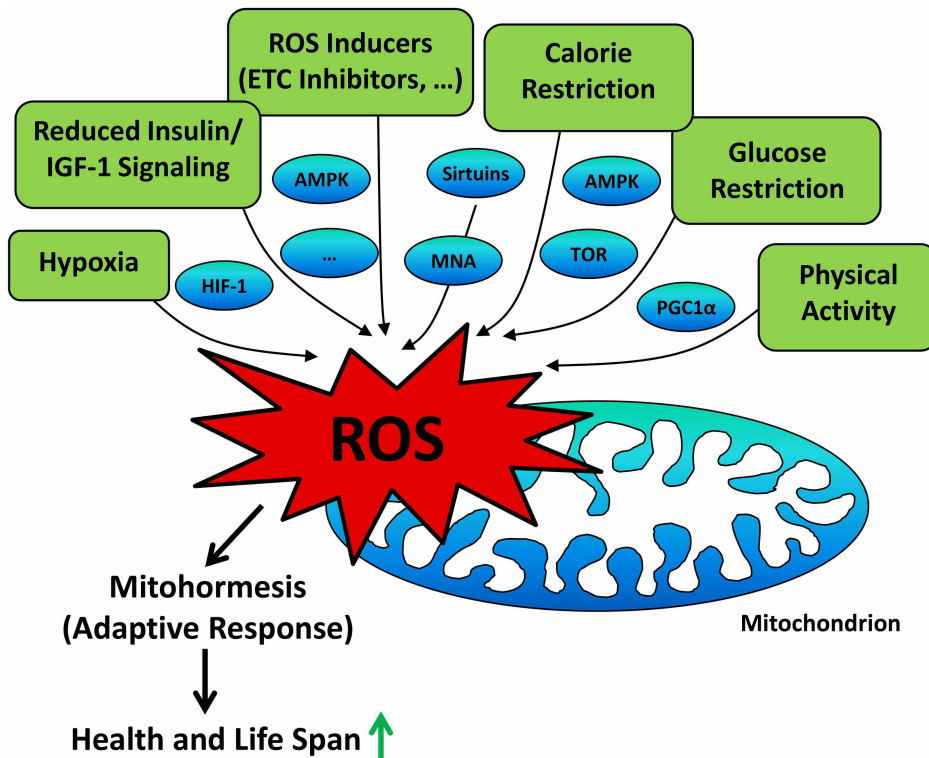 ROS Inducers
(ETC Inhibitors, ...)
Calorie
Restriction
Reduced Insulin/
IGF-1 Signaling
Glucose
Restriction
AMPK
Sirtuins
AMPK
Hypoxia
HIF-1
...
MNA
TOR
PGC1α
Physical
Activity
ROS
Mitohormesis
(Adaptive Response)
Mitochondrion
Health and Life Span